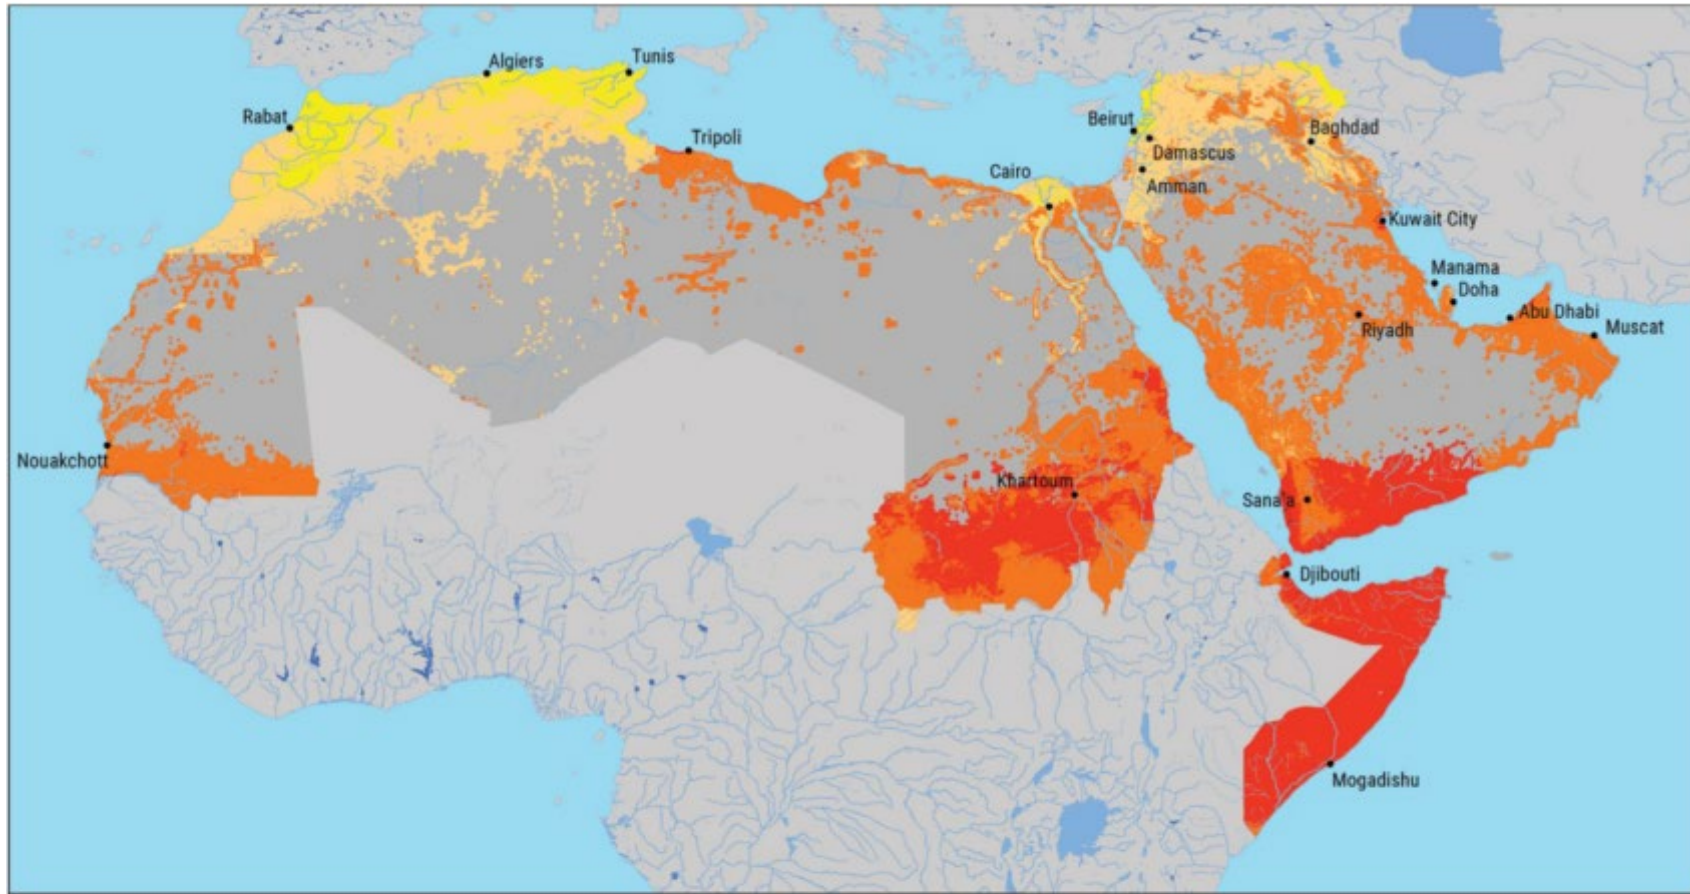 Algiers
Tunis
Rabat
Tripoli
Beirut
Baghdad
Damascus
Cairo
Amman
Kuwait City
Manama
Doha
Abu Dhabi
Riyadh
Muscat
Nouakchott
Khartoum
Sana'a
Djibouti
Mogadishu